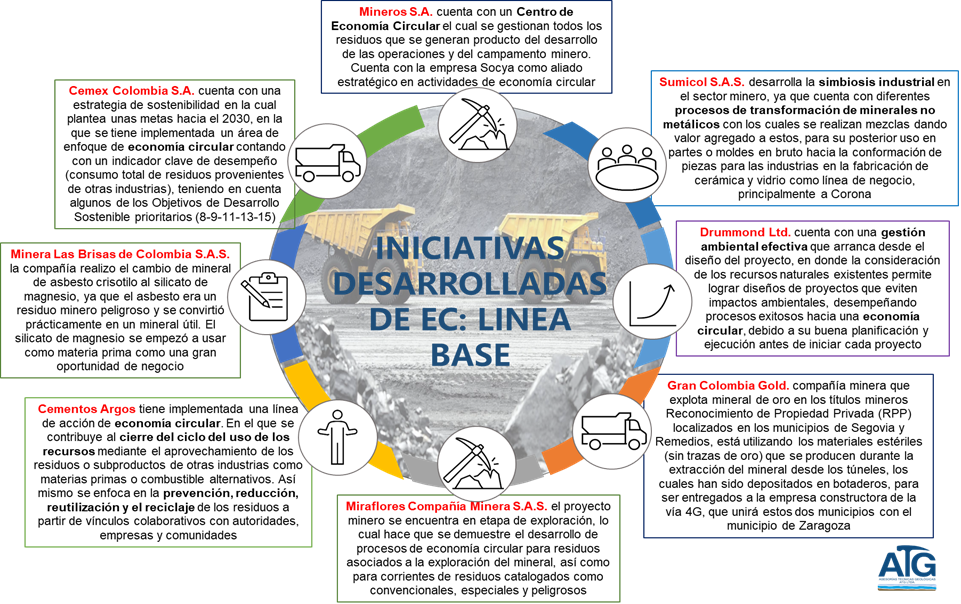 Mineros S.A. cuenta con un Centro de
Economía Circular el cual se gestionan todos los
residuos que se generan producto del desarrollo
de las operaciones y del campamento minero.
Cuenta con la empresa Socya como aliado
estratégico en actividades de economía circular
Cemex Colombia S.A. cuenta con una
estrategia de sostenibilidad en la cual
plantea unas metas hacia el 2030, en la
que se tiene implementada un área de
enfoque de economía circular contando
con un indicador clave de desempeño
(consumo total de residuos provenientes
de otras industrias), teniendo en cuenta
algunos de los Objetivos de Desarrollo
Sostenible prioritarios (8-9-11-13-15)
Sumicol S.A.S. desarrolla la simbiosis industrial en
el sector minero, ya que cuenta con diferentes
procesos de transformación de minerales no
metálicos con los cuales se realizan mezclas dando
valor agregado a estos, para su posterior uso en
partes o moldes en bruto hacia la conformación de
piezas para las industrias en la fabricación de
cerámica y vidrio como línea de negocio,
principalmente a Corona
INICIATIVAS
DESARROLLADAS
DE EC: LINEA
BASE
Minera Las Brisas de Colombia S.A.S.
la compañía realizo el cambio de mineral
de asbesto crisotilo al silicato de
magnesio, ya que el asbesto era un
residuo minero peligroso y se convirtió
prácticamente en un mineral útil. El
silicato de magnesio se empezó a usar
como materia prima como una gran
oportunidad de negocio
Drummond Ltd. cuenta con una gestión
ambiental efectiva que arranca desde el
diseño del proyecto, en donde la consideración
de los recursos naturales existentes permite
lograr diseños de proyectos que eviten
impactos ambientales, desempeñando
procesos exitosos hacia una economía
circular, debido a su buena planificación y
ejecución antes de iniciar cada proyecto
Cementos Argos tiene implementada una línea
de acción de economía circular. En el que se
contribuye al cierre del ciclo del uso de los
recursos mediante el aprovechamiento de los
residuos o subproductos de otras industrias como
materias primas o combustible alternativos. Así
mismo se enfoca en la prevención, reducción,
reutilización y el reciclaje de los residuos a
partir de vínculos colaborativos con autoridades,
empresas y comunidades
Gran Colombia Gold. compañía minera que
explota mineral de oro en los títulos mineros
Reconocimiento de Propiedad Privada (RPP)
localizados en los municipios de Segovia y
Remedios, está utilizando los materiales estériles
(sin trazas de oro) que se producen durante la
extracción del mineral desde los túneles, los
cuales han sido depositados en botaderos, para
ser entregados a la empresa constructora de la
vía 4G, que unirá estos dos municipios con el
municipio de Zaragoza
Miraflores Compañía Minera S.A.S. el proyecto
minero se encuentra en etapa de exploración, lo
cual hace que se demuestre el desarrollo de
procesos de economía circular para residuos
asociados a la exploración del mineral, así como
para corrientes de residuos catalogados como
convencionales, especiales y peligrosos
ATG